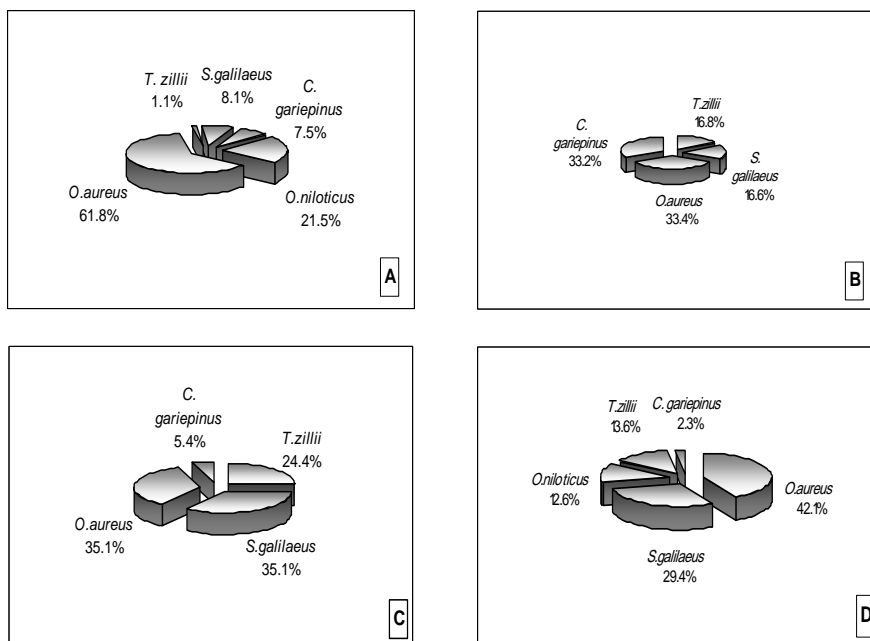 T. zillii
1.1%
S.galilaeus
8.1%
C.
gariepinus
7.5%
O.niloticus
21.5%
O.aureus
61.8%
A
C.
gariepinus
33.2%
T.zillii
16.8%
S.
galilaeus
16.6%
O.aureus
33.4%
B
C.
gariepinus
5.4%
T.zillii
24.4%
S.galilaeus
35.1%
O.aureus
35.1%
C
T.zillii
13.6%
C. gariepinus
2.3%
O.niloticus
12.6%
O.aureus
42.1%
S.galilaeus
29.4%
D